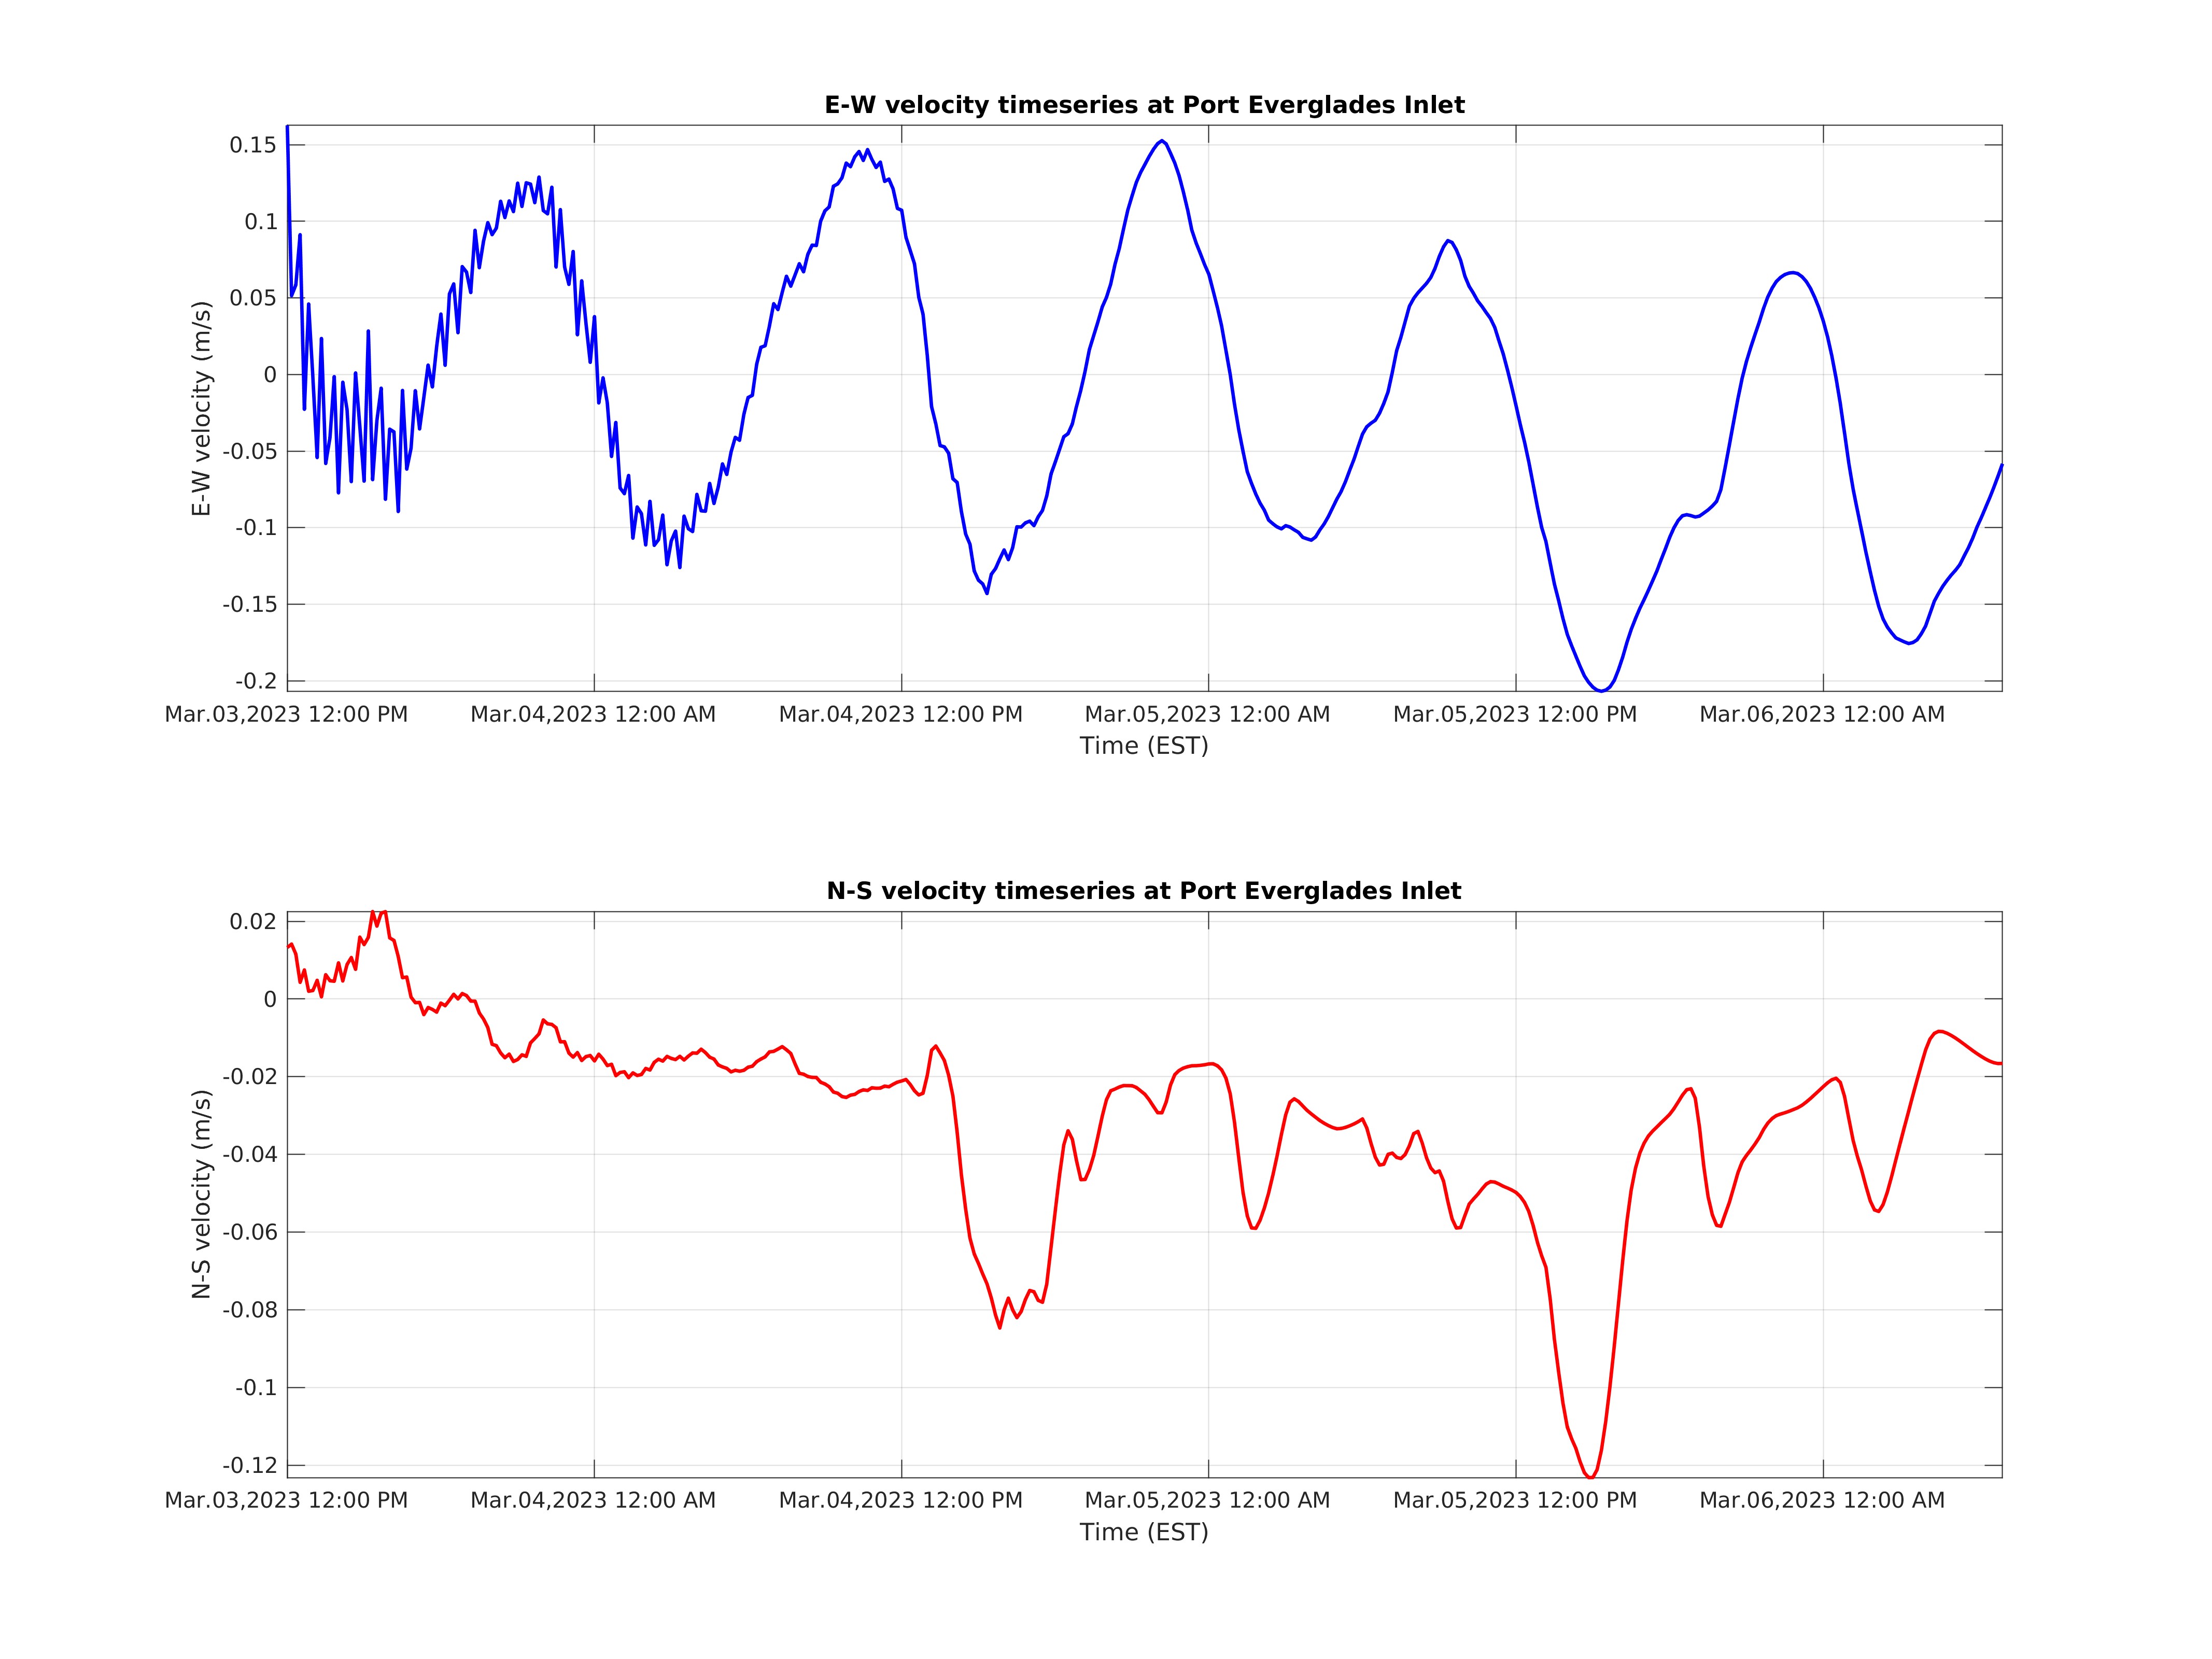 E-W velocity timeseries at Port Everglades Inlet
0.15
0.1
0.05
0
-0.05
-0.1
-0.15
-0.2
E-W velocity (m/s)
Mar.03,2023 12:00 PM Mar.04,2023 12:00 AM Mar.04,2023 12:00 PM Mar.05,2023 12:00 AM Mar.05,2023 12:00 PM Mar.06,2023 12:00 AM
Time (EST)
N-S velocity timeseries at Port Everglades Inlet
0.02
0
-0.02
-0.04
-0.06
-0.08
-0.1
-0.12
N-S velocity (m/s)
Mar.03,2023 12:00 PM Mar.04,2023 12:00 AM Mar.04,2023 12:00 PM Mar.05,2023 12:00 AM Mar.05,2023 12:00 PM Mar.06,2023 12:00 AM
Time (EST)